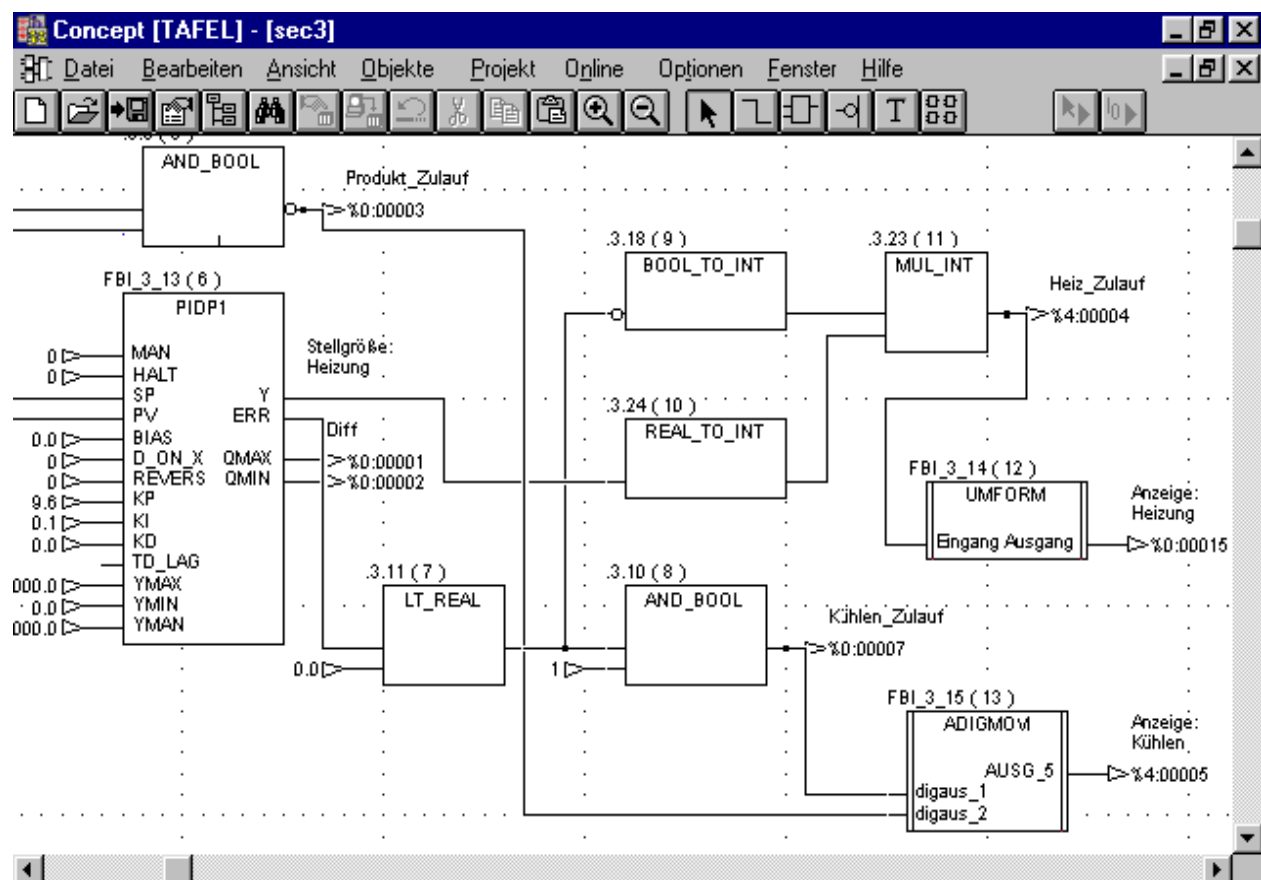 Concept [TAFEL] - [sec3]
Datei Bearbeiten Ansicht Objekte Projekt Online Optionen Fenster Hilfe
T
AND_BOOL
Produkt_Zulauf
%0:00003
FBI_3_13 ( 6 )
PIDP1
0 MAN
0 HALT
SP Y
PV ERR
0.0 BIAS
0 D_ON_X QMAX
0 REVERS QMIN
9.6 KP
0.1 KI
0.0 KD
TD_LAG
000.0 YMAX
0.0 YMIN
000.0 YMAN
Stellgröße:
Heizung
Diff
%0:00001
%0:00002
.3.11 ( 7 )
LT_REAL
0.0
.3.18 ( 9 )
BOOL_TO_INT
.3.24 ( 10 )
REAL_TO_INT
.3.10 ( 8 )
AND_BOOL
1
.3.23 ( 11 )
MUL_INT
Heiz_Zulauf
%4:00004
FBI_3_14 ( 12 )
UMFORM
Eingang Ausgang
Anzeige:
Heizung
%0:00015
Kühlen_Zulauf
%0:00007
FBI_3_15 ( 13 )
ADIGMOVI
AUSG_5
digaus_1
digaus_2
Anzeige:
Kühlen
%4:00005